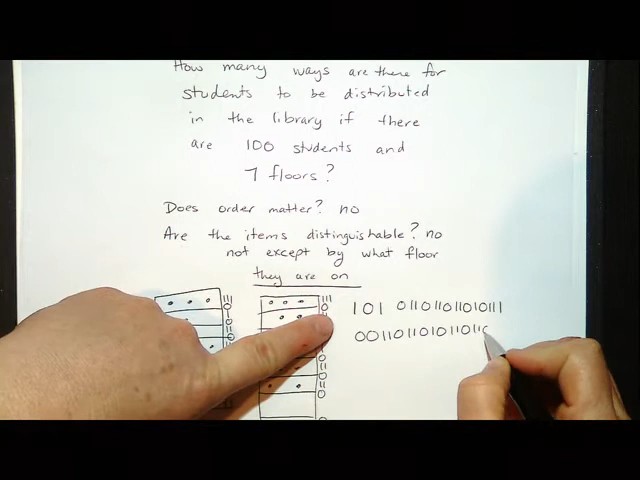 How many ways are there for
students to be distributed
in the library if there
are 100 students and
7 floors?
Does order matter? no
Are the items distinguishable? no
not except by what floor
they are on
101 011011011010111
0011011010110110